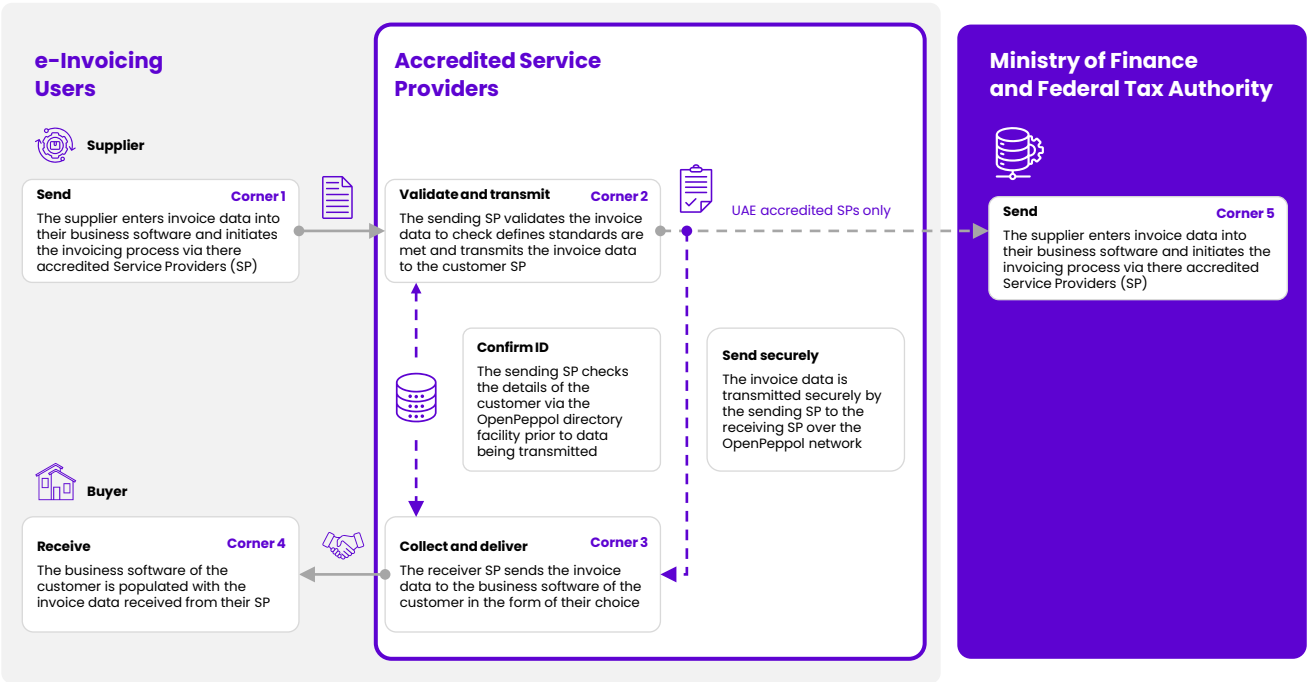 e-Invoicing
Users
Supplier
Send
Corner 1
The supplier enters invoice data into
their business software and initiates
the invoicing process via there
accredited Service Providers (SP)
Buyer
Receive
Corner 4
The business software of the
customer is populated with the
invoice data received from their SP
Accredited Service
Providers
Validate and transmit
Corner 2
The sending SP validates the invoice
data to check defines standards are
met and transmits the invoice data
to the customer SP
UAE accredited SPs only
Confirm ID
The sending SP checks
the details of the
customer via the
OpenPeppol directory
facility prior to data
being transmitted
Send securely
The invoice data is
transmitted securely by
the sending SP to the
receiving SP over the
OpenPeppol network
Collect and deliver
Corner 3
The receiver SP sends the invoice
data to the business software of the
customer in the form of their choice
Ministry of Finance
and Federal Tax Authority
Send
Corner 5
The supplier enters invoice data into
their business software and initiates the
invoicing process via there accredited
Service Providers (SP)